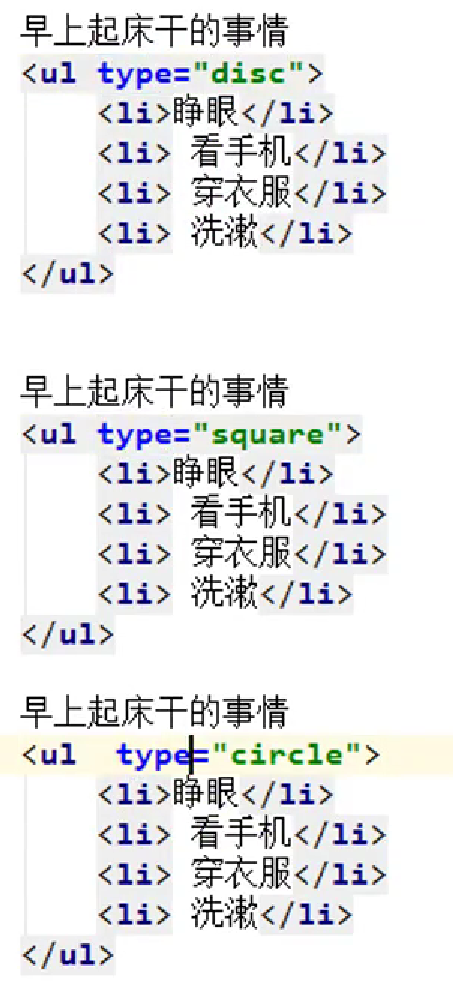 早上起床干的事情
<ul type="disc">
<li>睁眼</li>
<li> 看手机</li>
<li> 穿衣服</li>
<li> 洗漱</li>
</ul>
早上起床干的事情
<ul type="square">
<li>睁眼</li>
<li> 看手机</li>
<li> 穿衣服</li>
<li> 洗漱</li>
</ul>
早上起床干的事情
<ul  type="circle">
<li>睁眼</li>
<li> 看手机</li>
<li> 穿衣服</li>
<li> 洗漱</li>
</ul>